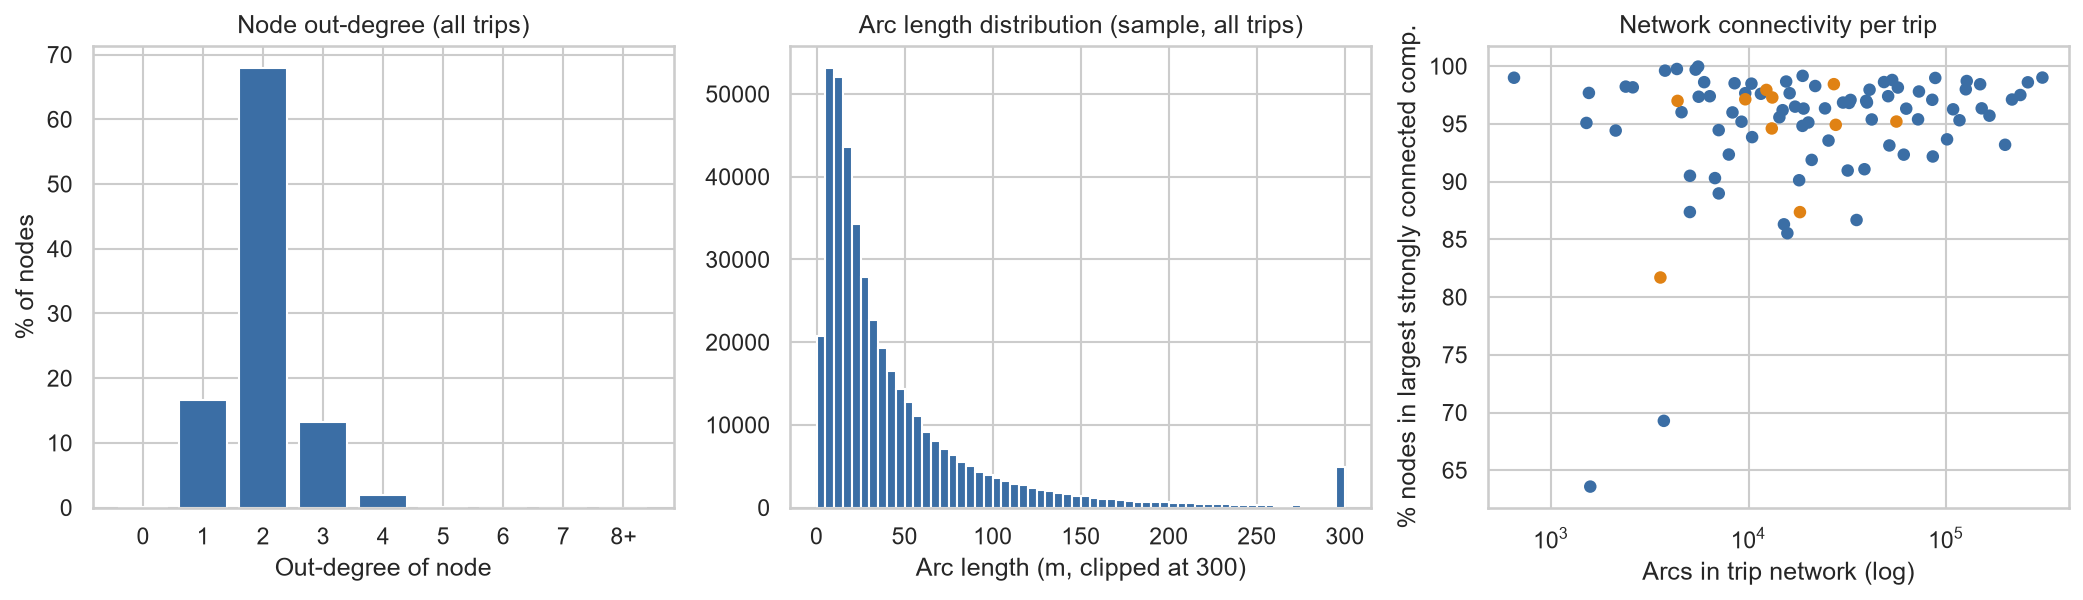 Node out-degree (all trips)
% of nodes
70
60
50
40
30
20
10
0
0 1 2 3 4 5 6 7 8+
Out-degree of node
Arc length distribution (sample, all trips)
50000
40000
30000
20000
10000
0
0 50 100 150 200 250 300
Arc length (m, clipped at 300)
Network connectivity per trip
% nodes in largest strongly connected comp.
100
95
90
85
80
75
70
65
10³ 10⁴ 10⁵
Arcs in trip network (log)